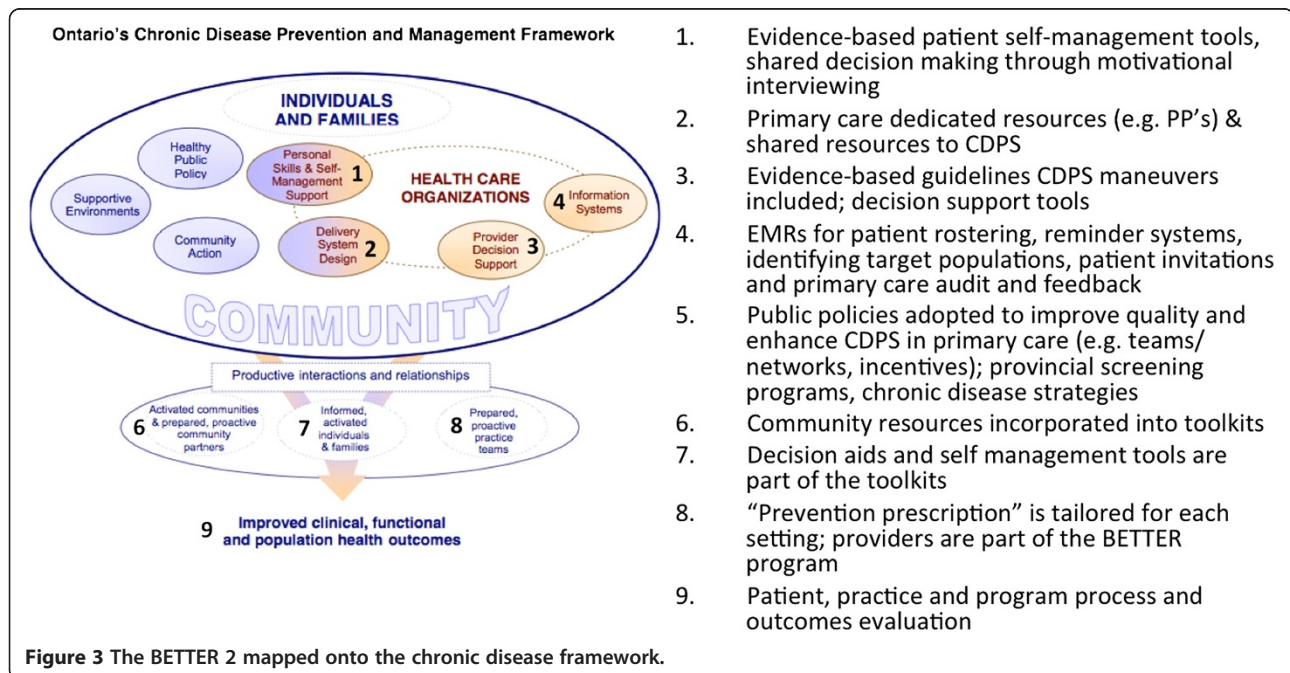 Ontario's Chronic Disease Prevention and Management Framework
INDIVIDUALS
AND FAMILIES
Healthy
Public
Policy
Personal
Skills & Self-
Management
Support
1
Supportive
Environments
HEALTH CARE
ORGANIZATIONS
4 Information
Systems
Community
Action
Delivery
System
Design
2
Provider
Decision
Support
3
COMMUNITY
Productive interactions and relationships
6
Activated communities
& prepared, proactive
community
partners
7
Informed,
activated
individuals
& families
8
Prepared,
proactive
practice
teams
9 Improved clinical, functional
and population health outcomes
1. Evidence-based patient self-management tools,
shared decision making through motivational
interviewing
2. Primary care dedicated resources (e.g. PP's) &
shared resources to CDPS
3. Evidence-based guidelines CDPS maneuvers
included; decision support tools
4. EMRs for patient rostering, reminder systems,
identifying target populations, patient invitations
and primary care audit and feedback
5. Public policies adopted to improve quality and
enhance CDPS in primary care (e.g. teams/
networks, incentives); provincial screening
programs, chronic disease strategies
6. Community resources incorporated into toolkits
7. Decision aids and self management tools are
part of the toolkits
8. “Prevention prescription” is tailored for each
setting; providers are part of the BETTER
program
9. Patient, practice and program process and
outcomes evaluation
Figure 3 The BETTER 2 mapped onto the chronic disease framework.